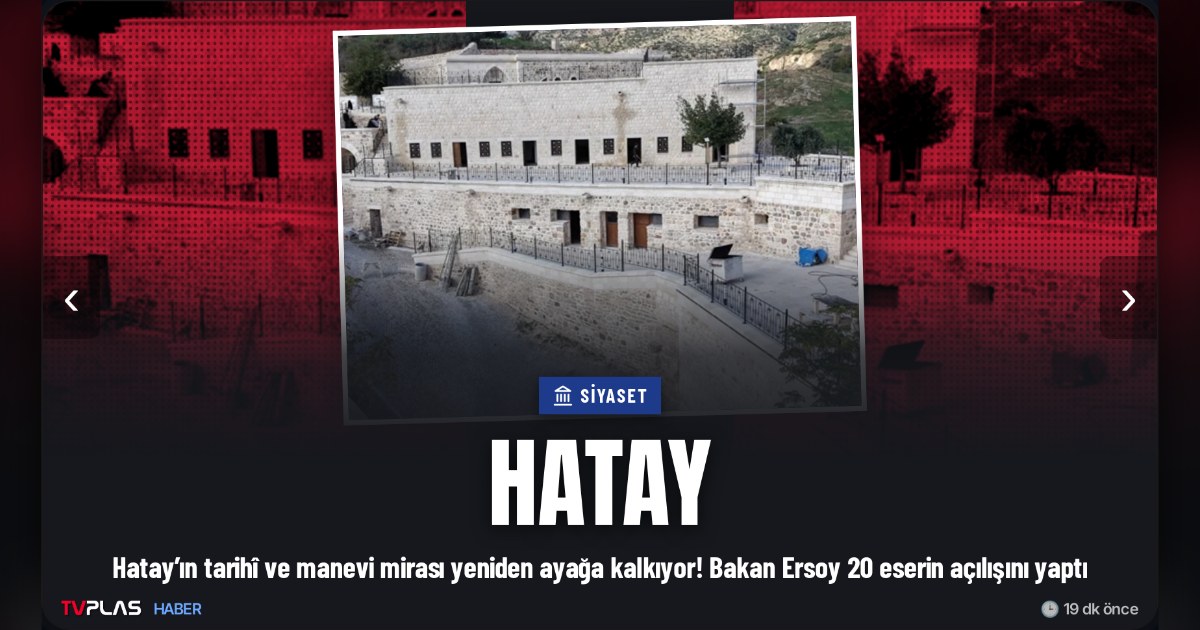 SİYASET
HATAY
Hatay’ın tarihî ve manevi mirası yeniden ayağa kalkıyor! Bakan Ersoy 20 eserin açılışını yaptı
TVPLAS HABER
19 dk önce